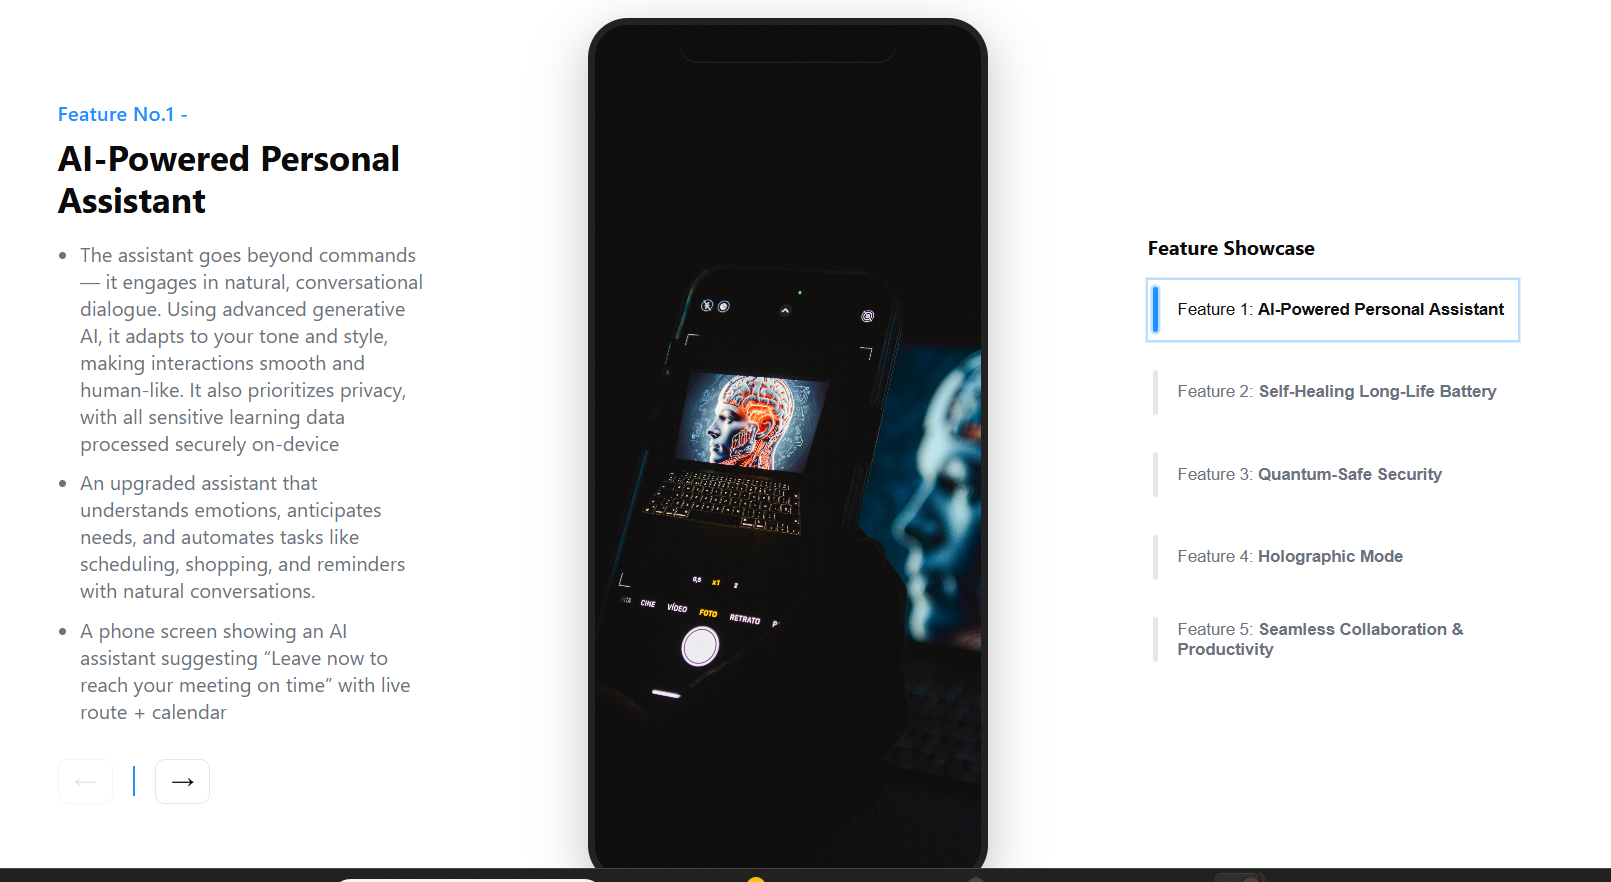 Feature No.1 -
AI-Powered Personal
Assistant
• The assistant goes beyond commands
— it engages in natural, conversational
dialogue. Using advanced generative
AI, it adapts to your tone and style,
making interactions smooth and
human-like. It also prioritizes privacy,
with all sensitive learning data
processed securely on-device
• An upgraded assistant that
understands emotions, anticipates
needs, and automates tasks like
scheduling, shopping, and reminders
with natural conversations.
• A phone screen showing an AI
assistant suggesting “Leave now to
reach your meeting on time” with live
route + calendar
← | →
0,6 x1 2
CINE VÍDEO FOTO RETRATO P
Feature Showcase
Feature 1: AI-Powered Personal Assistant
Feature 2: Self-Healing Long-Life Battery
Feature 3: Quantum-Safe Security
Feature 4: Holographic Mode
Feature 5: Seamless Collaboration &
Productivity